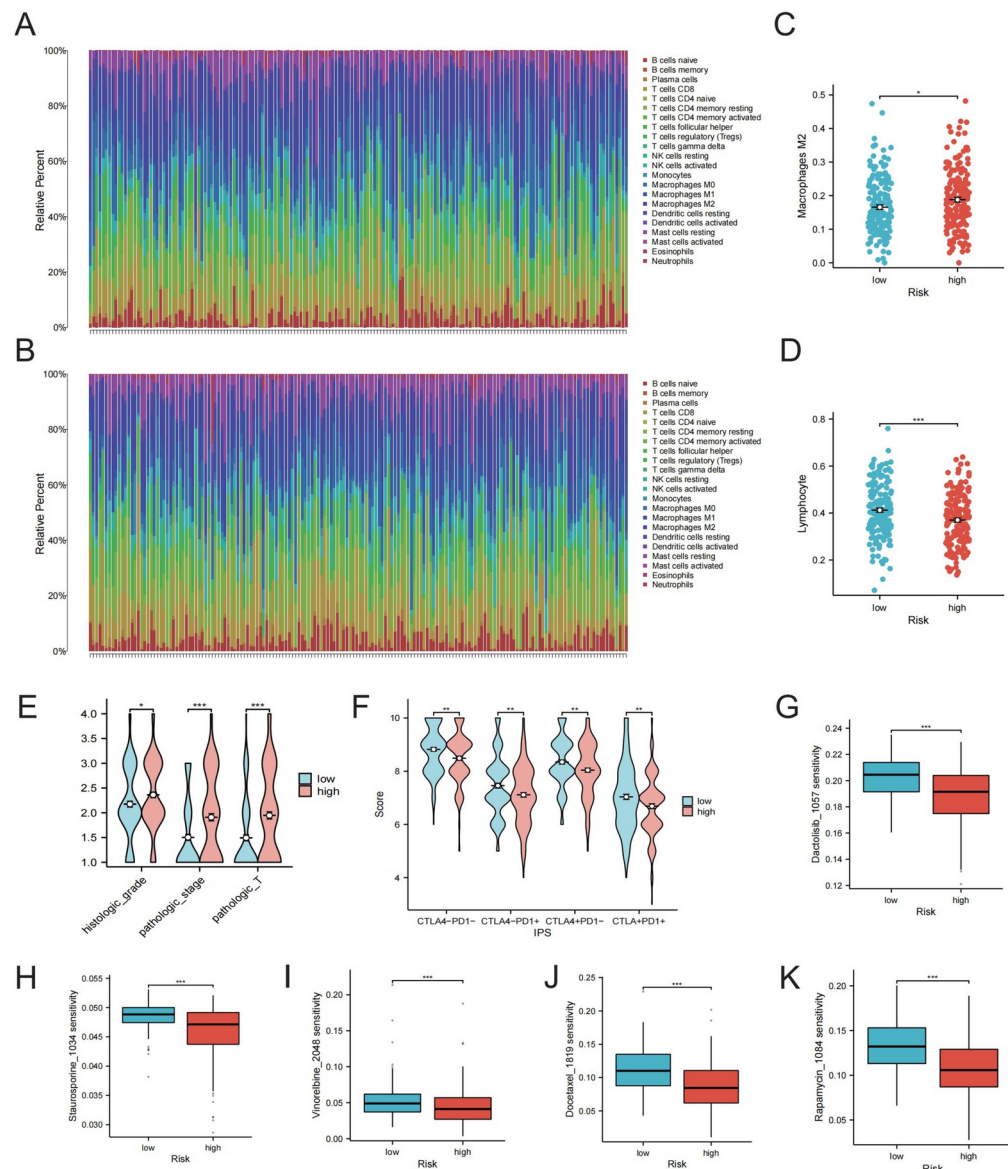 A
100%
80%
60%
40%
20%
0%
Relative Percent
B cells naive
B cells memory
Plasma cells
T cells CD8
T cells CD4 naive
T cells CD4 memory resting
T cells CD4 memory activated
T cells follicular helper
T cells regulatory (Tregs)
T cells gamma delta
NK cells resting
NK cells activated
Monocytes
Macrophages M0
Macrophages M1
Macrophages M2
Dendritic cells resting
Dendritic cells activated
Mast cells resting
Mast cells activated
Eosinophils
Neutrophils
B
100%
80%
60%
40%
20%
0%
Relative Percent
B cells naive
B cells memory
Plasma cells
T cells CD8
T cells CD4 naive
T cells CD4 memory resting
T cells CD4 memory activated
T cells follicular helper
T cells regulatory (Tregs)
T cells gamma delta
NK cells resting
NK cells activated
Monocytes
Macrophages M0
Macrophages M1
Macrophages M2
Dendritic cells resting
Dendritic cells activated
Mast cells resting
Mast cells activated
Eosinophils
Neutrophils
C
*
0.5
0.4
0.3
0.2
0.1
0.0
Macrophages M2
low high
Risk
D
***
0.8
0.6
0.4
0.2
Lymphocyte
low high
Risk
E
* *** ***
4.0
3.5
3.0
2.5
2.0
1.5
1.0
histologic_grade
pathologic_stage
pathologic_T
low
high
F
** ** ** **
10
8
6
4
Score
CTLA4−PD1− CTLA4−PD1+ CTLA4+PD1− CTLA+PD1+
IPS
low
high
G
***
0.24
0.22
0.20
0.18
0.16
0.14
0.12
Dactolisib_1057 sensitivity
low high
Risk
H
***
0.055
0.050
0.045
0.040
0.035
0.030
Staurosporine_1034 sensitivity
low high
Risk
I
***
0.20
0.15
0.10
0.05
0.00
Vinorelbine_2048 sensitivity
low high
Risk
J
***
0.25
0.20
0.15
0.10
0.05
Docetaxel_1819 sensitivity
low high
Risk
K
***
0.20
0.15
0.10
0.05
Rapamycin_1084 sensitivity
low high
Risk